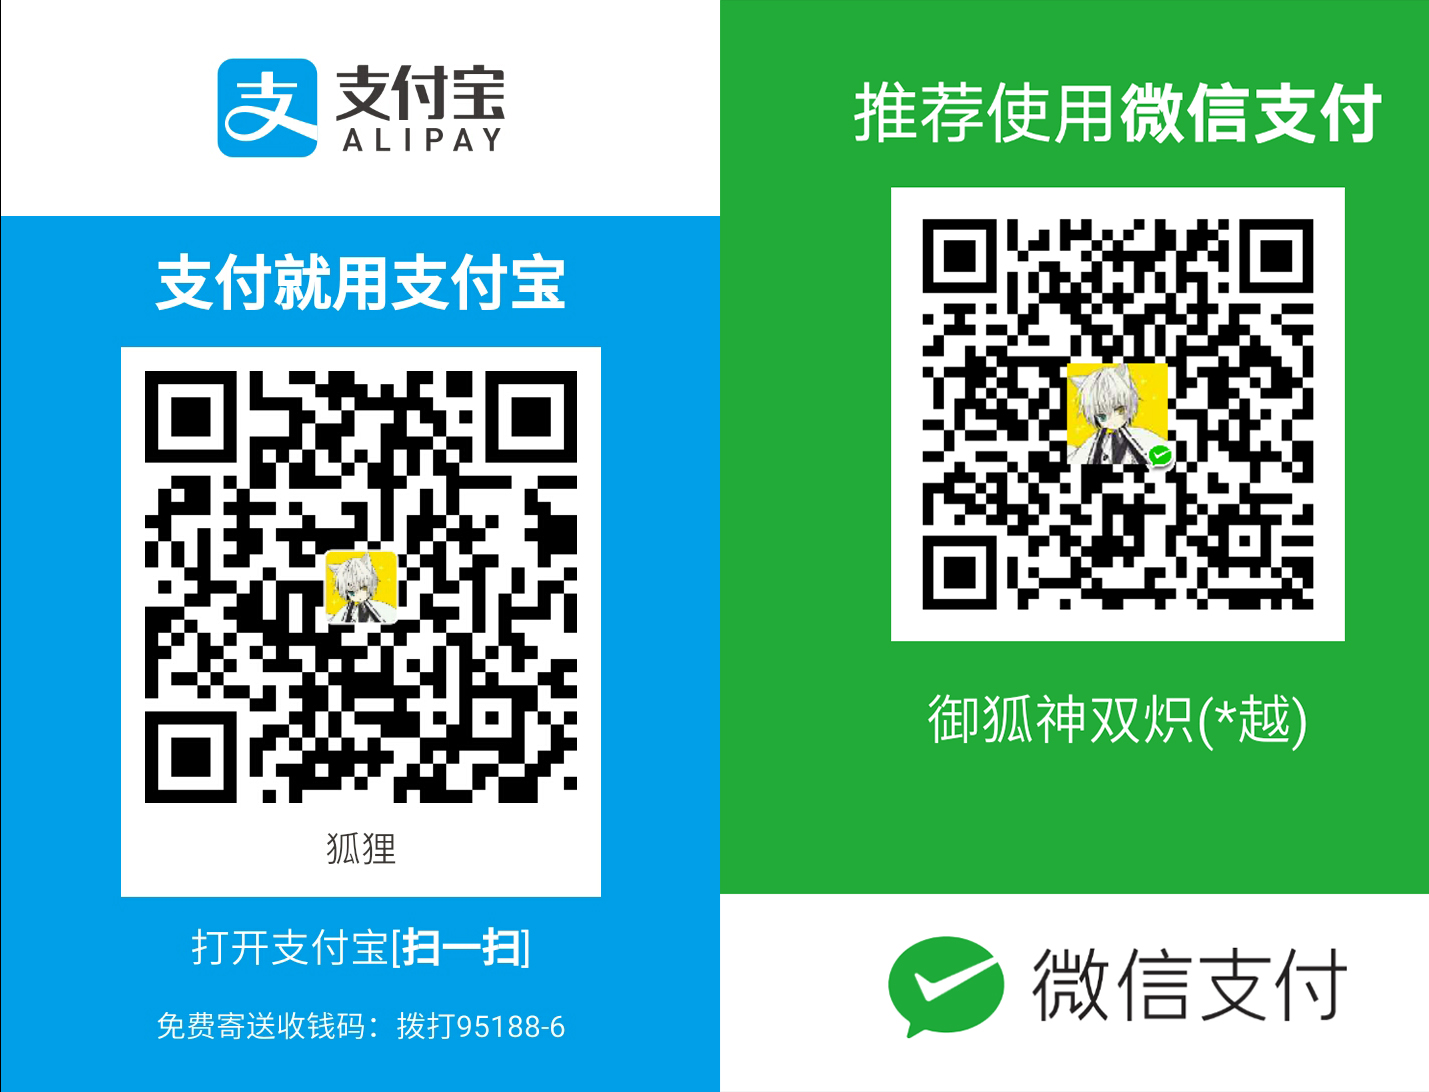 支
支付宝
ALIPAY
支付就用支付宝
狐狸
打开支付宝[扫一扫]
免费寄送收钱码：拨打95188-6
推荐使用微信支付
御狐神双炽(*越)
微信支付